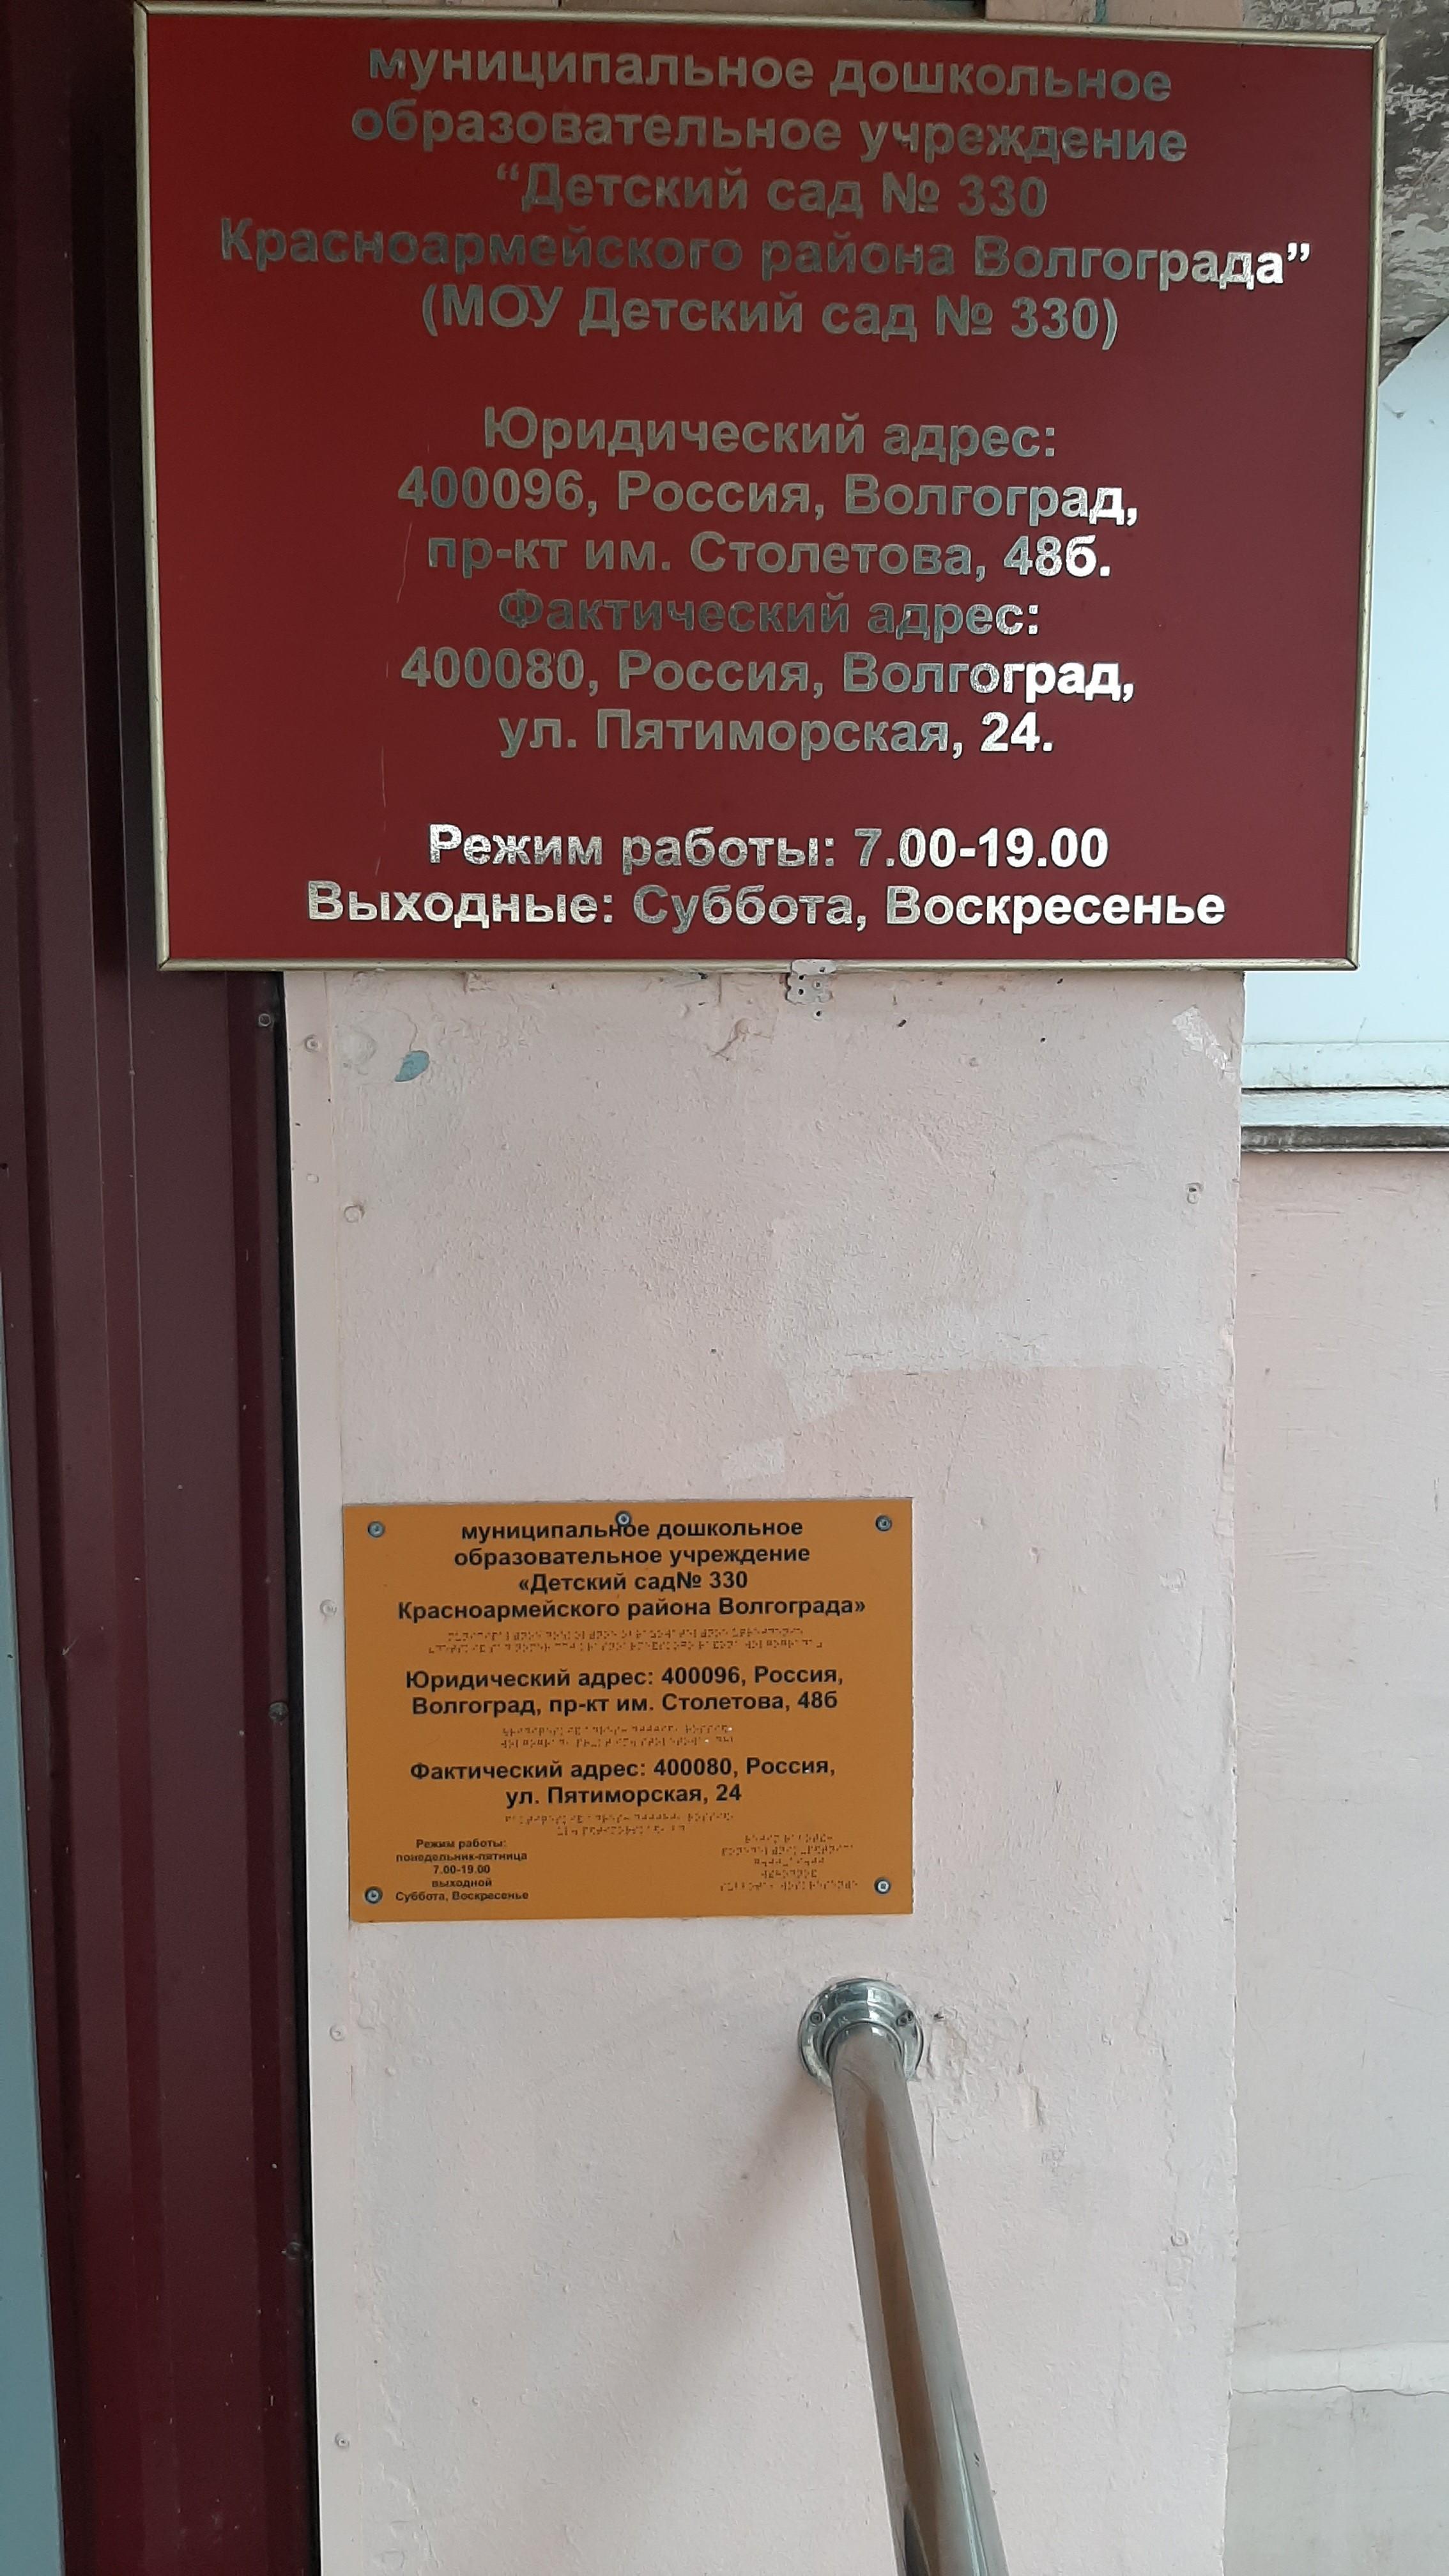 муниципальное дошкольное
образовательное учреждение
“Детский сад № 330
Красноармейского района Волгограда”
(МОУ Детский сад № 330)
Юридический адрес:
400096, Россия, Волгоград,
пр-кт им. Столетова, 48б.
Фактический адрес:
400080, Россия, Волгоград,
ул. Пятиморская, 24.
Режим работы: 7.00-19.00
Выходные: Суббота, Воскресенье
муниципальное дошкольное
образовательное учреждение
«Детский сад№ 330
Красноармейского района Волгограда»
Юридический адрес: 400096, Россия,
Волгоград, пр-кт им. Столетова, 48б
Фактический адрес: 400080, Россия,
ул. Пятиморская, 24
Режим работы:
понедельник-пятница
7.00-19.00
выходной
Суббота, Воскресенье